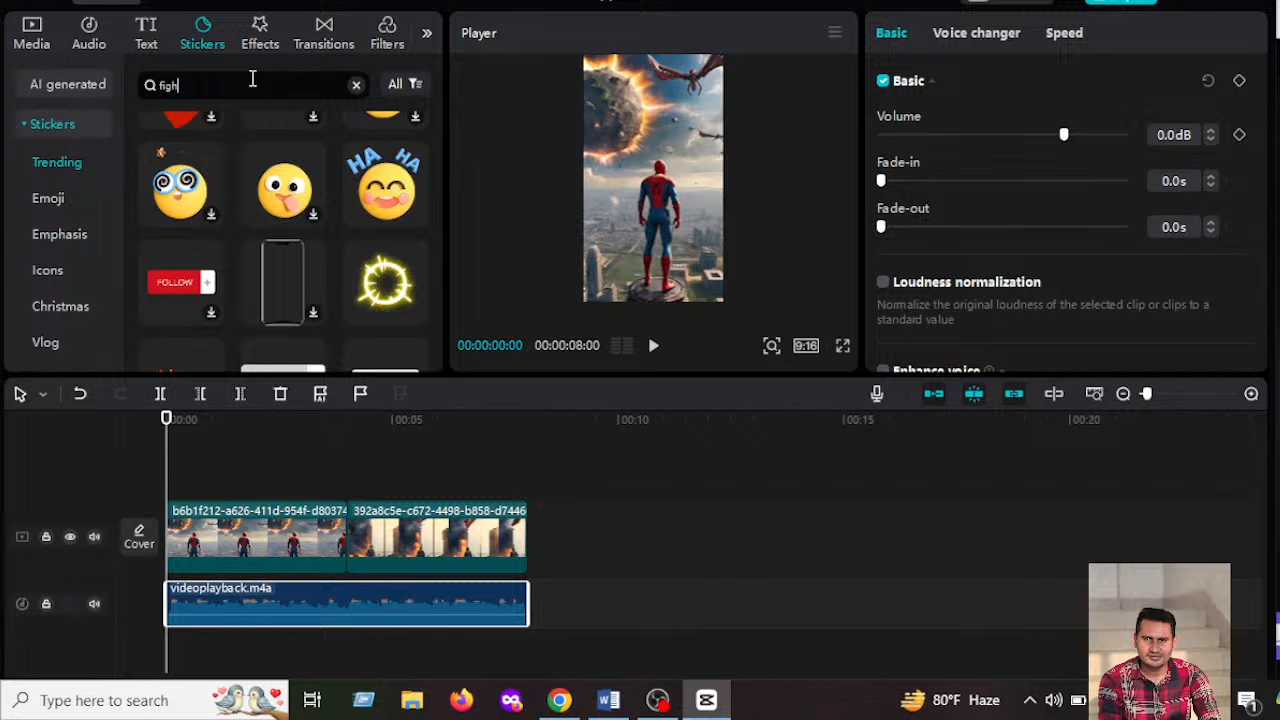 Media
Audio
Text
Stickers
Effects
Transitions
Filters
Player
Basic
Voice changer
Speed
AI generated
figh
All
Stickers
Trending
Emoji
Emphasis
Icons
Christmas
Vlog
HA HA
FOLLOW
Basic
Volume
0.0dB
Fade-in
0.0s
Fade-out
0.0s
Loudness normalization
Normalize the original loudness of the selected clip or clips to a
standard value
Enhance voice
00:00:00:00
00:00:08:00
9:16
00:00
00:05
00:10
00:15
00:20
b6b1f212-a626-411d-954f-d80374
392a8c5e-c672-4498-b858-d7446
Cover
videoplayback.m4a
Type here to search
80°F Haze
1